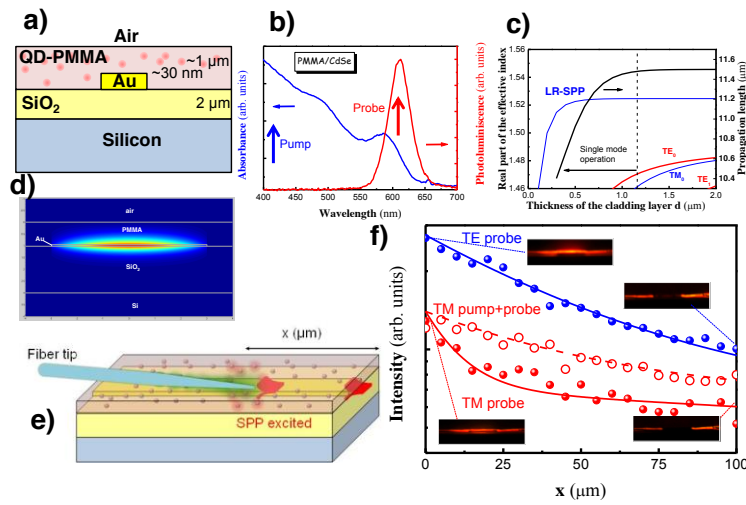 a)
Air
QD-PMMA
~1 μm
~30 nm
Au
SiO2
2 μm
Silicon
b)
PMMA/CdSe
Absorbance (arb. units)
Pump
Probe
Photoluminiscence (arb. units)
400 450 500 550 600 650 700
Wavelength (nm)
c)
1.56
1.54
1.52
1.50
1.48
1.46
Real part of the effective index
LR-SPP
Single mode
operation
TE0
TM0
TE1
11.6
11.4
11.2
11.0
10.8
10.6
10.4
Propagation length (μm)
0.0 0.5 1.0 1.5 2.0
Thickness of the cladding layer d (μm)
d)
air
PMMA
Au
SiO2
Si
e)
x (μm)
Fiber tip
SPP excited
f)
Intensity (arb. units)
TE probe
TM pump+probe
TM probe
0 25 50 75 100
x (μm)